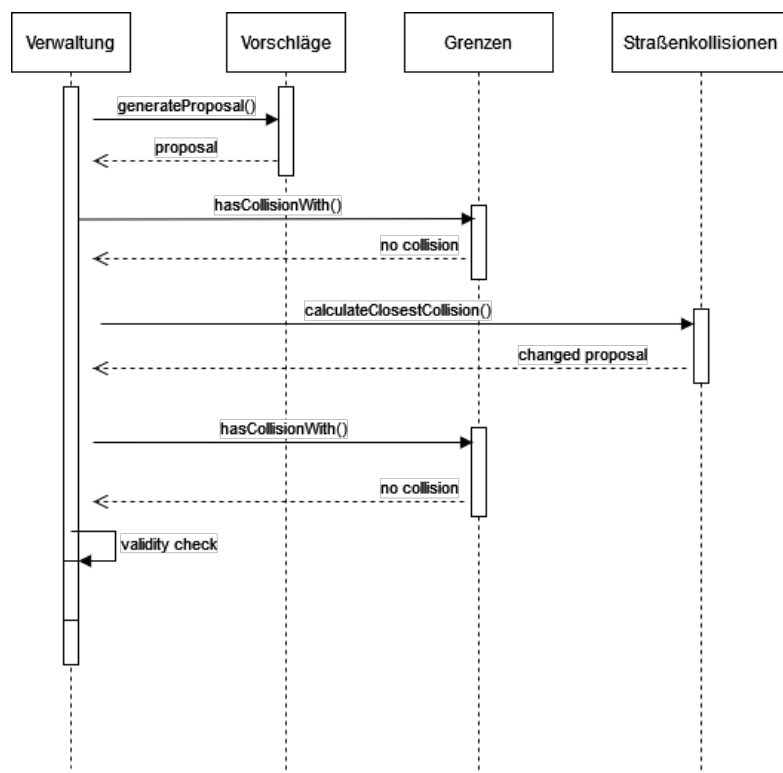 Verwaltung
Vorschläge
Grenzen
Straßenkollisionen
generateProposal()
proposal
hasCollisionWith()
no collision
calculateClosestCollision()
changed proposal
hasCollisionWith()
no collision
validity check